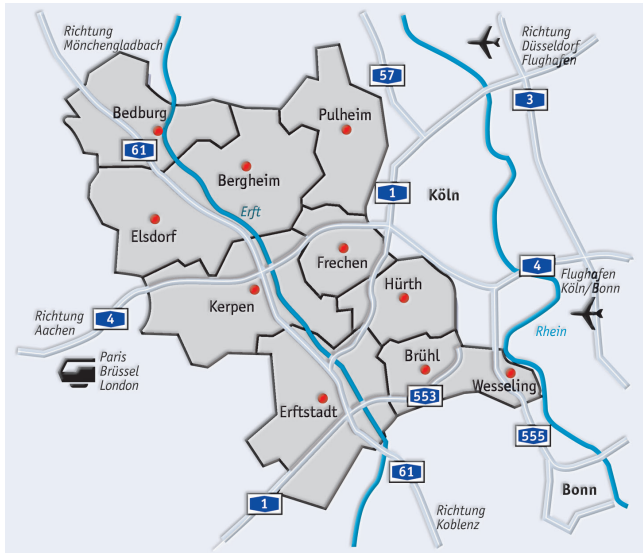 Richtung
Mönchengladbach
Richtung
Düsseldorf
Flughafen
57
3
Bedburg
Pulheim
61
Bergheim
1
Köln
Erft
Elsdorf
Frechen
4
Flughafen
Köln/Bonn
Hürth
Kerpen
Richtung
Aachen
4
Rhein
Paris
Brüssel
London
Brühl
Wesseling
553
Erftstadt
555
61
1
Bonn
Richtung
Koblenz